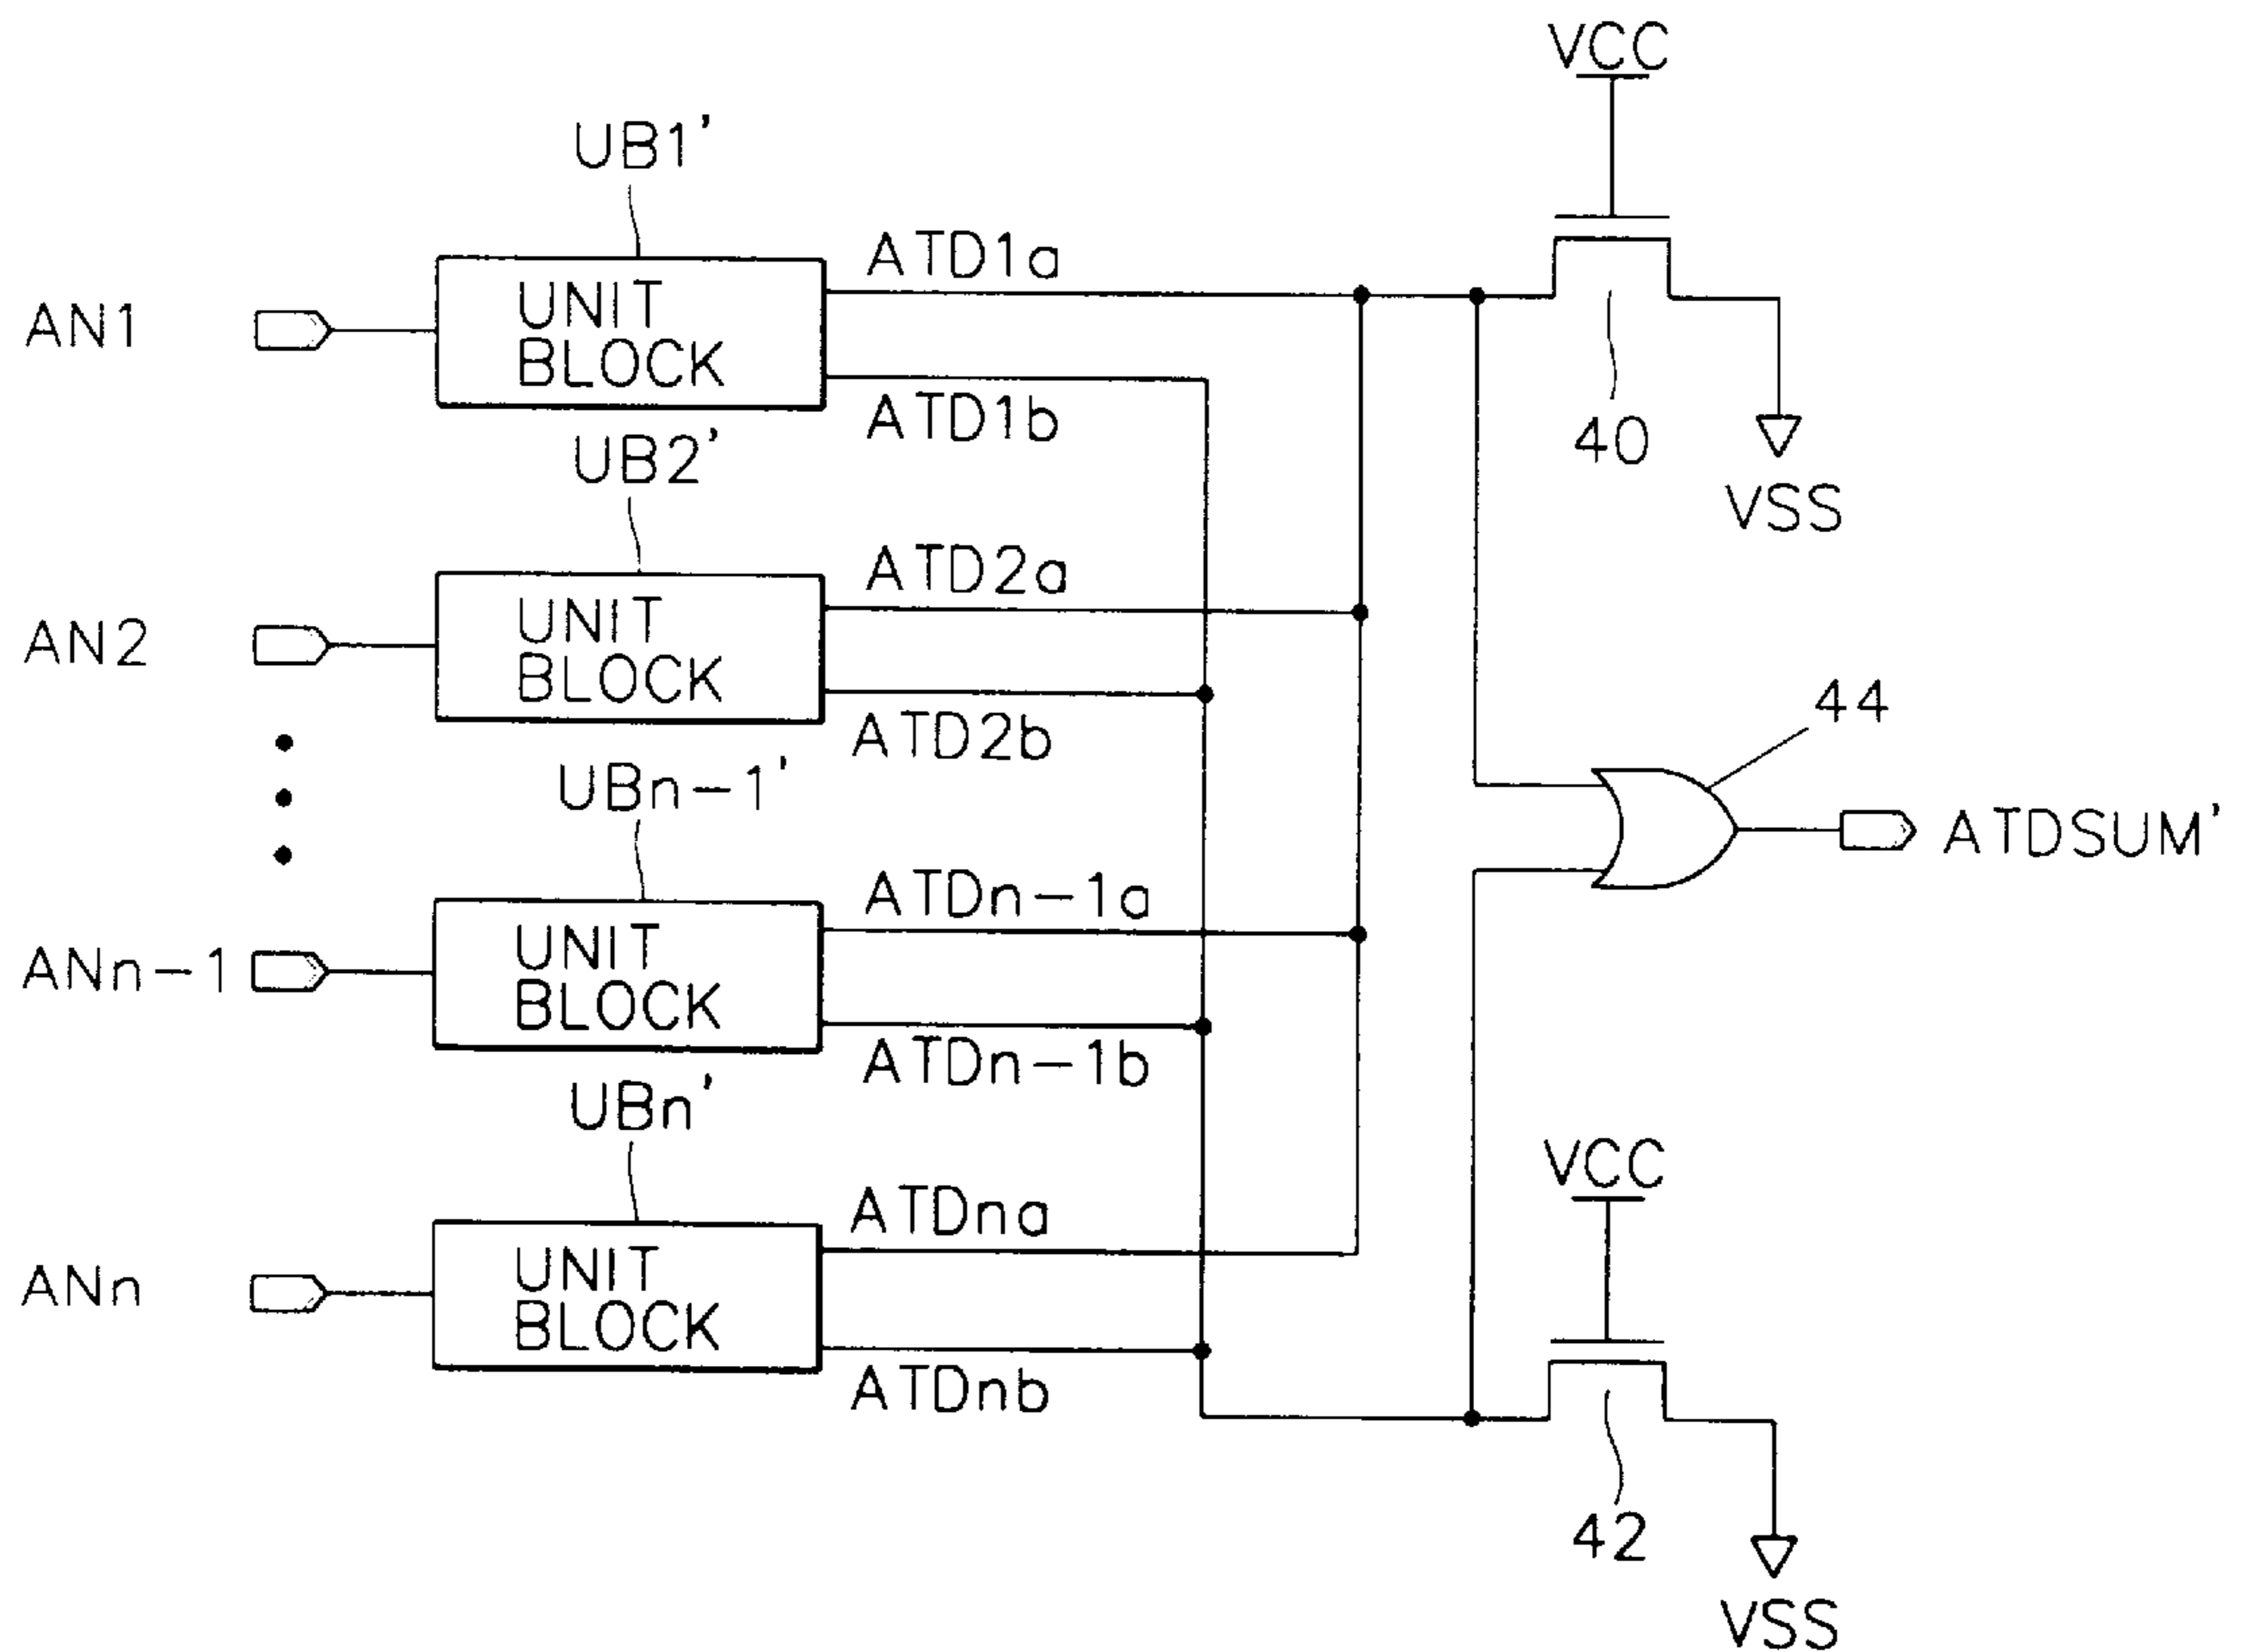 VCC
UB1'
ATD1a
AN1
UNIT
BLOCK
ATD1b
40
VSS
UB2'
ATD2a
AN2
UNIT
BLOCK
ATD2b
44
UBn-1'
ATDSUM'
ATDn-1a
ANn-1
UNIT
BLOCK
ATDn-1b
UBn'
VCC
ATDna
ANn
UNIT
BLOCK
ATDnb
42
VSS